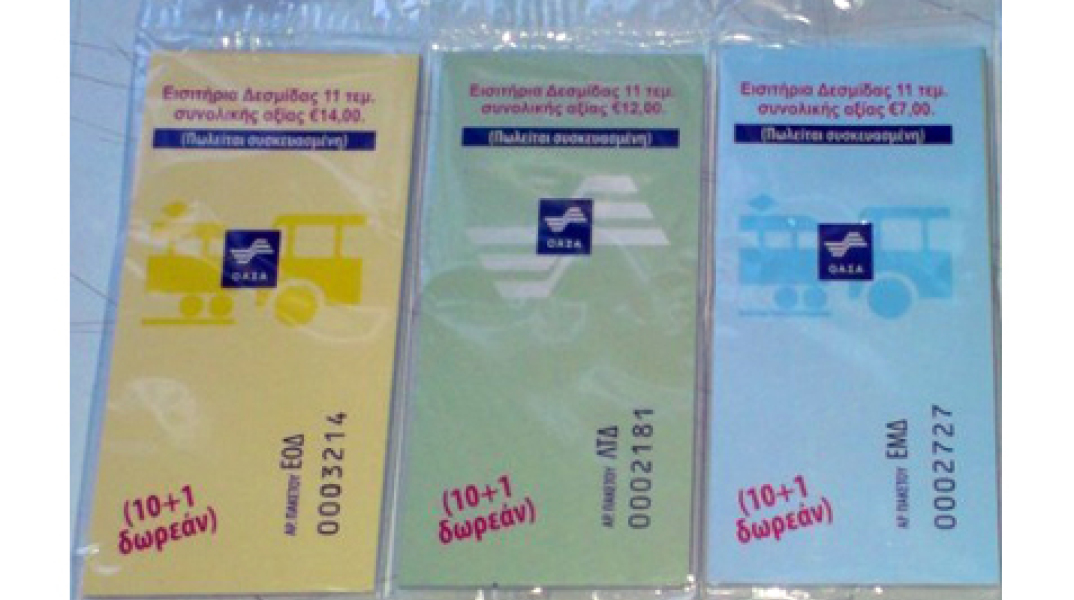 Εισιτήρια Δεσμίδας 11 τεμ.
συνολικής αξίας €14,00.
(Πωλείται συσκευασμένη)
ΟΑΣΑ
ΑΡ. ΠΑΚΕΤΟΥ ΕΟΔ
0003214
(10+1
δωρεάν)
Εισιτήρια Δεσμίδας 11 τεμ.
συνολικής αξίας €12,00.
(Πωλείται συσκευασμένη)
ΟΑΣΑ
ΑΡ. ΠΑΚΕΤΟΥ ΛΤΔ
0002181
(10+1
δωρεάν)
Εισιτήρια Δεσμίδας 11 τεμ.
συνολικής αξίας €7,00.
(Πωλείται συσκευασμένη)
ΟΑΣΑ
ΑΡ. ΠΑΚΕΤΟΥ ΕΜΔ
0002727
(10+1
δωρεάν)